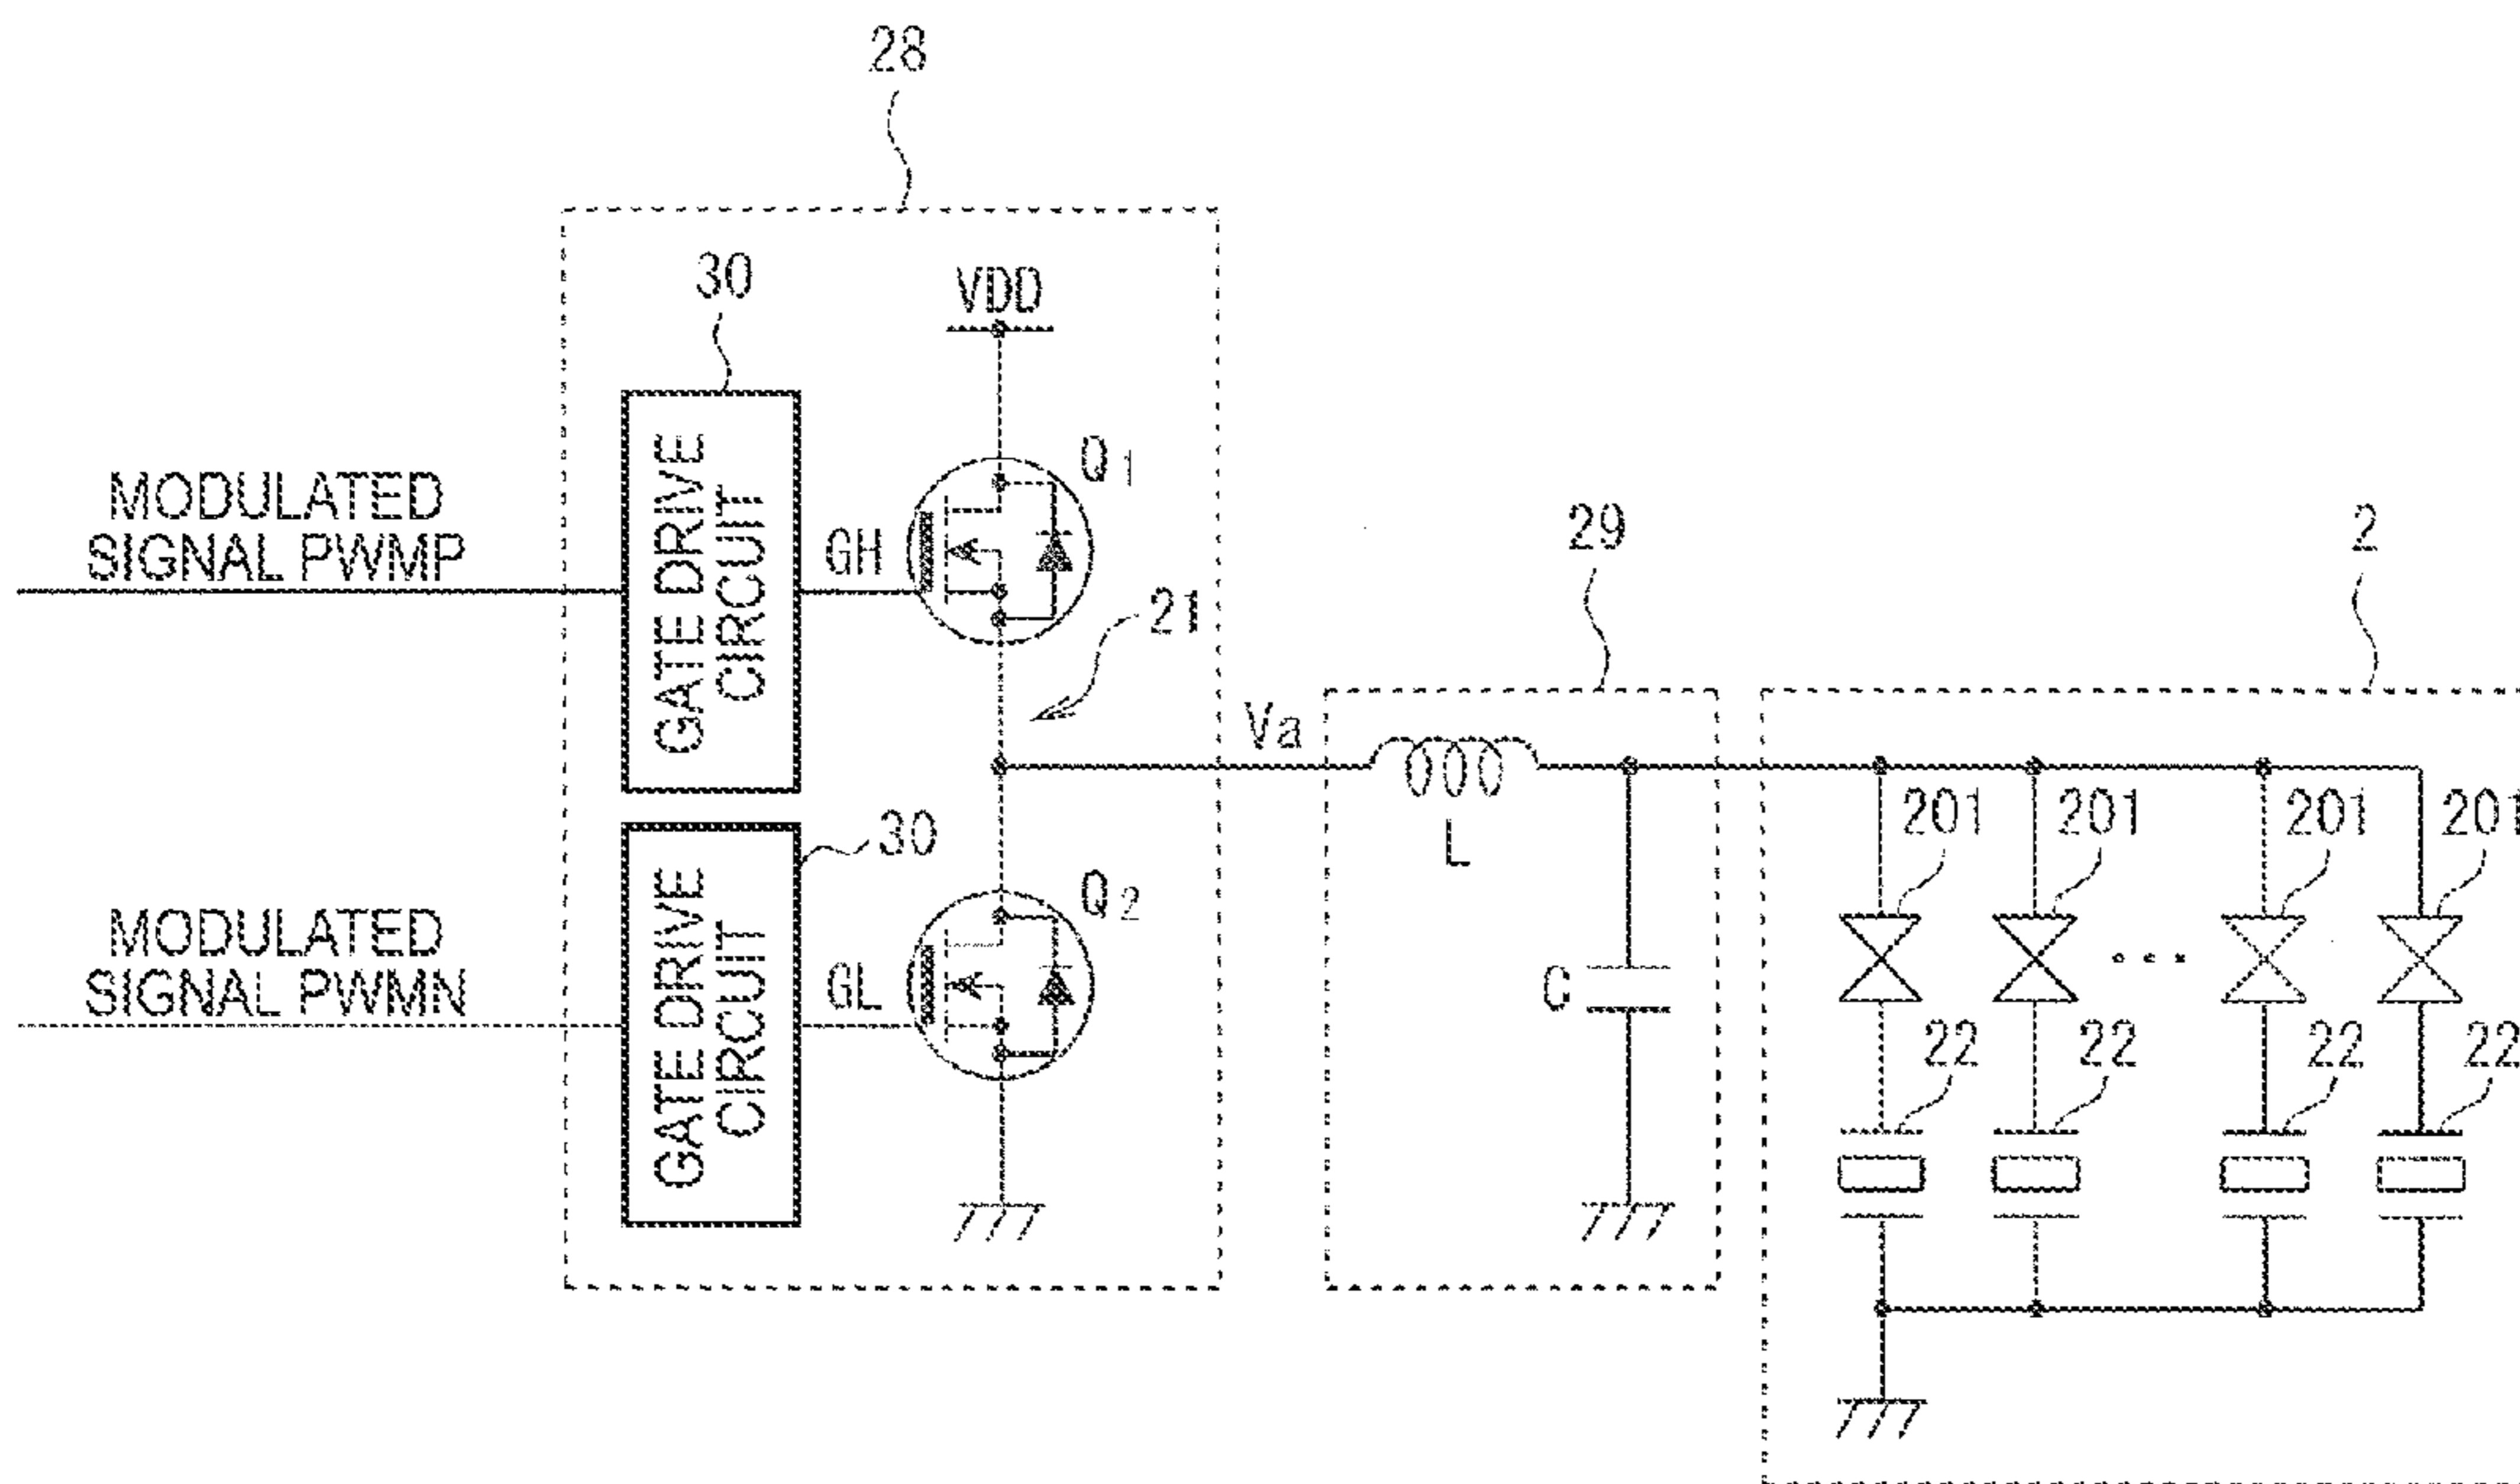 28
30
VDD
Q1
MODULATED
SIGNAL PWMP
GATE DRIVE
CIRCUIT
GH
21
29
2
Va
L
C
30
Q2
MODULATED
SIGNAL PWMN
GATE DRIVE
CIRCUIT
GL
201 201 ... 201 201
22 22 22 22